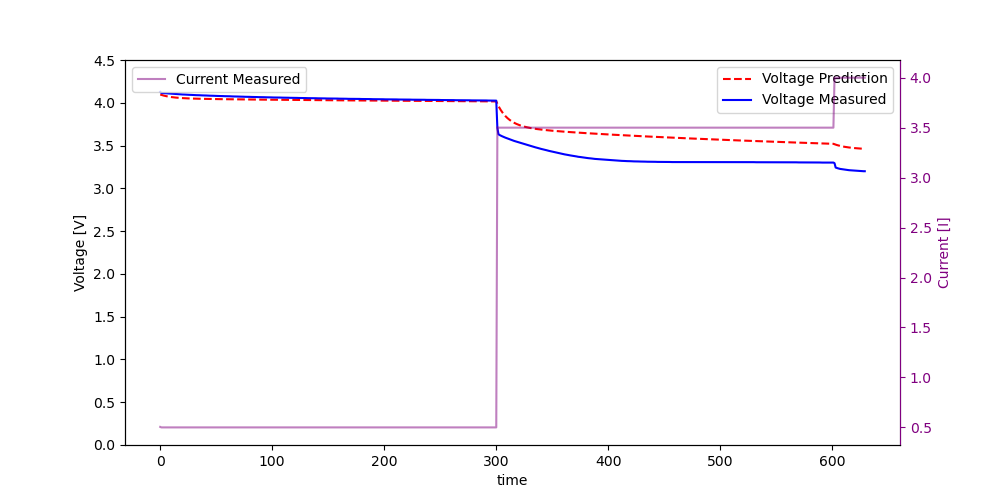 Current Measured
Voltage Prediction
Voltage Measured
4.5
4.0
3.5
3.0
2.5
2.0
1.5
1.0
0.5
0.0
Voltage [V]
4.0
3.5
3.0
2.5
2.0
1.5
1.0
0.5
Current [I]
0 100 200 300 400 500 600
time